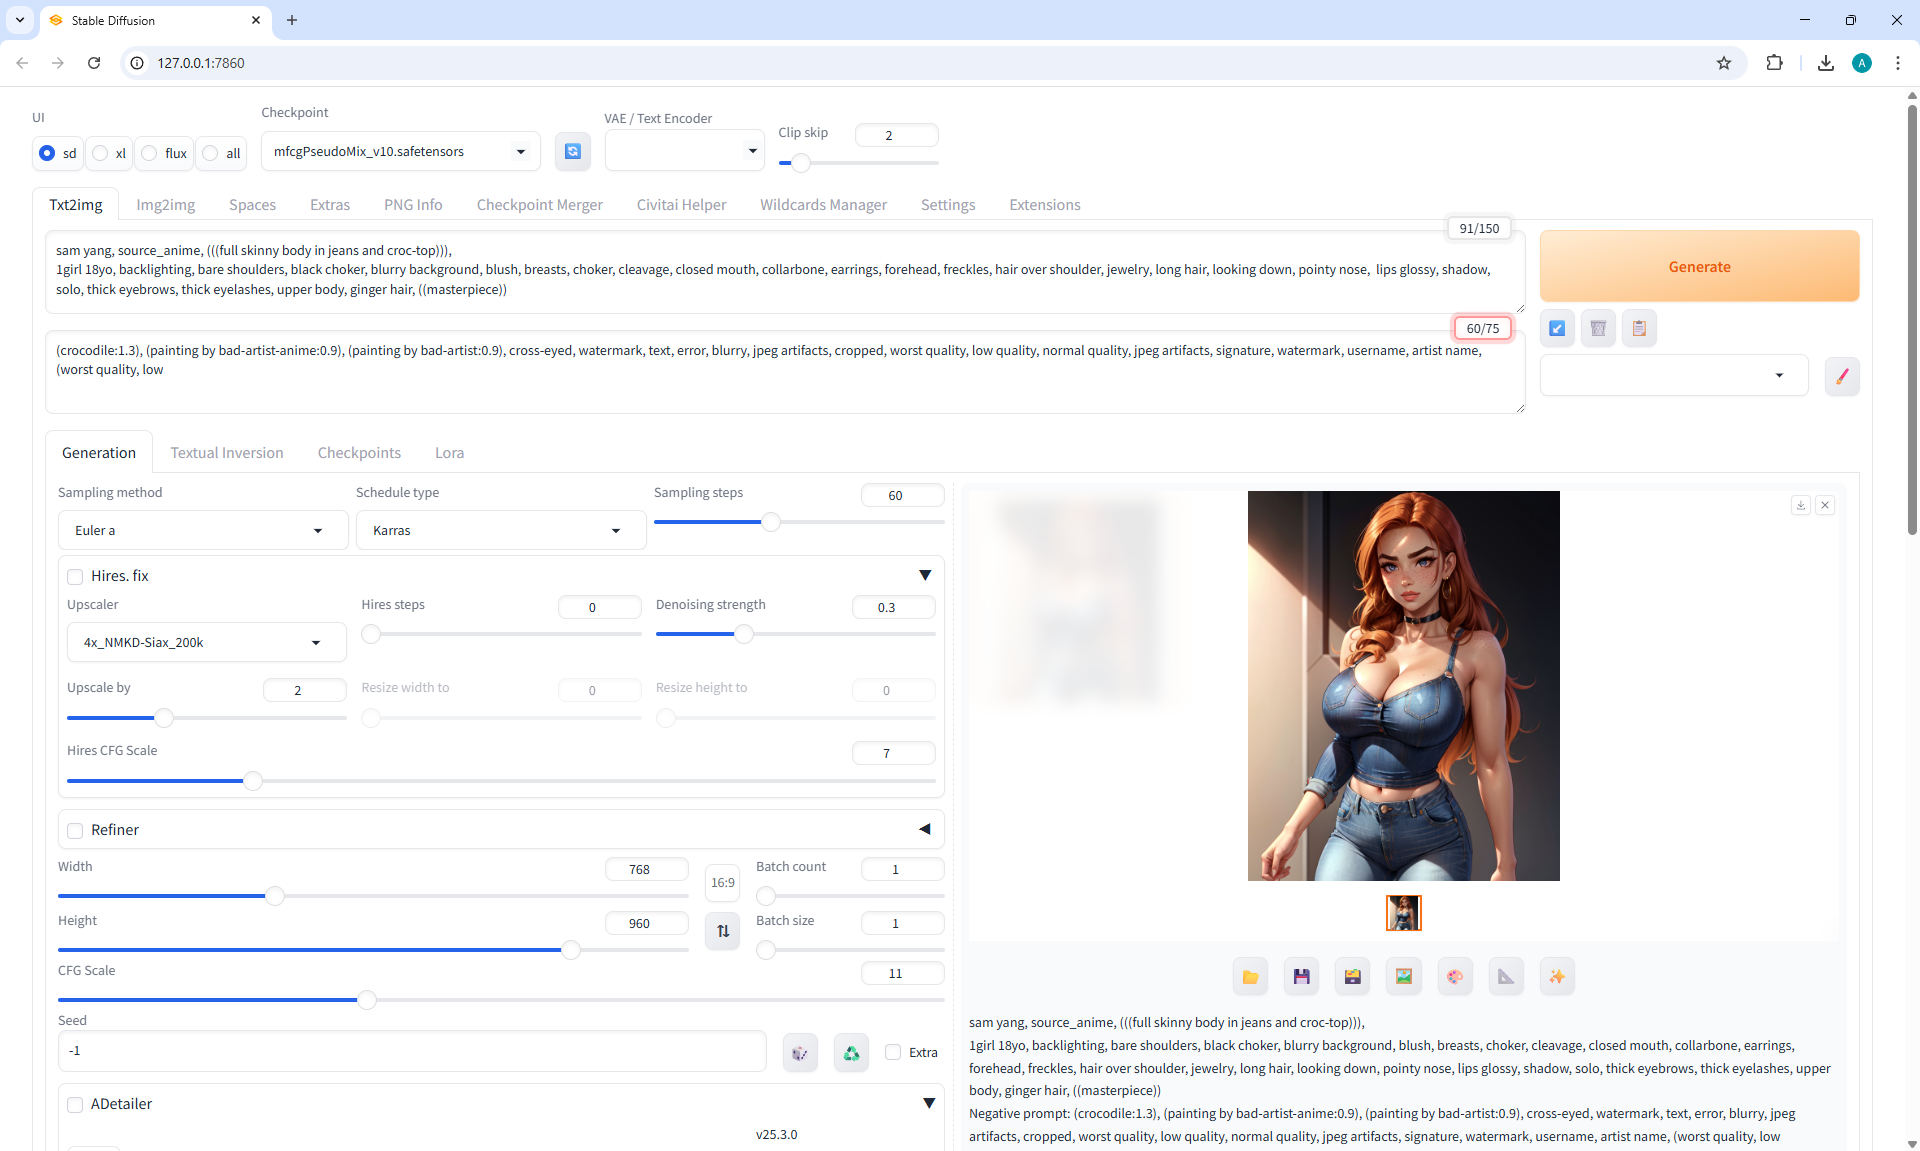 Stable Diffusion
127.0.0.1:7860
A
UI
Checkpoint
VAE / Text Encoder
Clip skip
2
sd
xl
flux
all
mfcgPseudoMix_v10.safetensors
Txt2img
Img2img
Spaces
Extras
PNG Info
Checkpoint Merger
Civitai Helper
Wildcards Manager
Settings
Extensions
91/150
sam yang, source_anime, (((full skinny body in jeans and croc-top))),
1girl 18yo, backlighting, bare shoulders, black choker, blurry background, blush, breasts, choker, cleavage, closed mouth, collarbone, earrings, forehead, freckles, hair over shoulder, jewelry, long hair, looking down, pointy nose,  lips glossy, shadow,
solo, thick eyebrows, thick eyelashes, upper body, ginger hair, ((masterpiece))
Generate
60/75
(crocodile:1.3), (painting by bad-artist-anime:0.9), (painting by bad-artist:0.9), cross-eyed, watermark, text, error, blurry, jpeg artifacts, cropped, worst quality, low quality, normal quality, jpeg artifacts, signature, watermark, username, artist name,
(worst quality, low
Generation
Textual Inversion
Checkpoints
Lora
Sampling method
Schedule type
Sampling steps
60
Euler a
Karras
Hires. fix
Upscaler
Hires steps
0
Denoising strength
0.3
4x_NMKD-Siax_200k
Upscale by
2
Resize width to
0
Resize height to
0
Hires CFG Scale
7
Refiner
Width
768
16:9
Batch count
1
Height
960
Batch size
1
CFG Scale
11
Seed
-1
Extra
ADetailer
v25.3.0
sam yang, source_anime, (((full skinny body in jeans and croc-top))),
1girl 18yo, backlighting, bare shoulders, black choker, blurry background, blush, breasts, choker, cleavage, closed mouth, collarbone, earrings,
forehead, freckles, hair over shoulder, jewelry, long hair, looking down, pointy nose, lips glossy, shadow, solo, thick eyebrows, thick eyelashes, upper
body, ginger hair, ((masterpiece))
Negative prompt: (crocodile:1.3), (painting by bad-artist-anime:0.9), (painting by bad-artist:0.9), cross-eyed, watermark, text, error, blurry, jpeg
artifacts, cropped, worst quality, low quality, normal quality, jpeg artifacts, signature, watermark, username, artist name, (worst quality, low